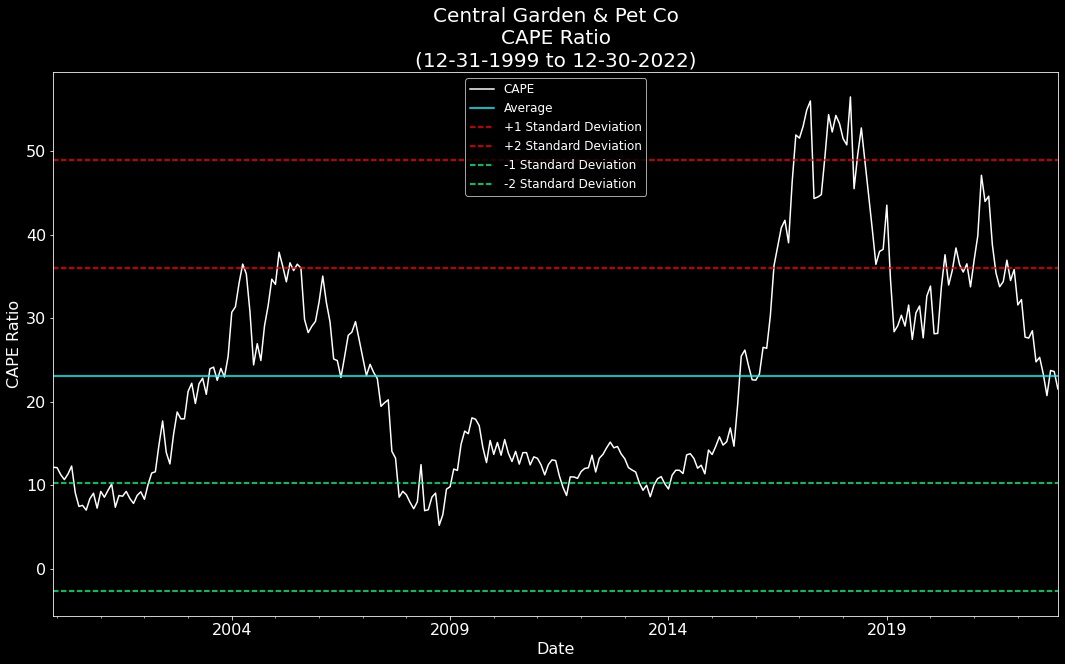 Central Garden & Pet Co
CAPE Ratio
(12-31-1999 to 12-30-2022)
CAPE
Average
+1 Standard Deviation
+2 Standard Deviation
-1 Standard Deviation
-2 Standard Deviation
CAPE Ratio
50
40
30
20
10
0
2004
2009
2014
2019
Date